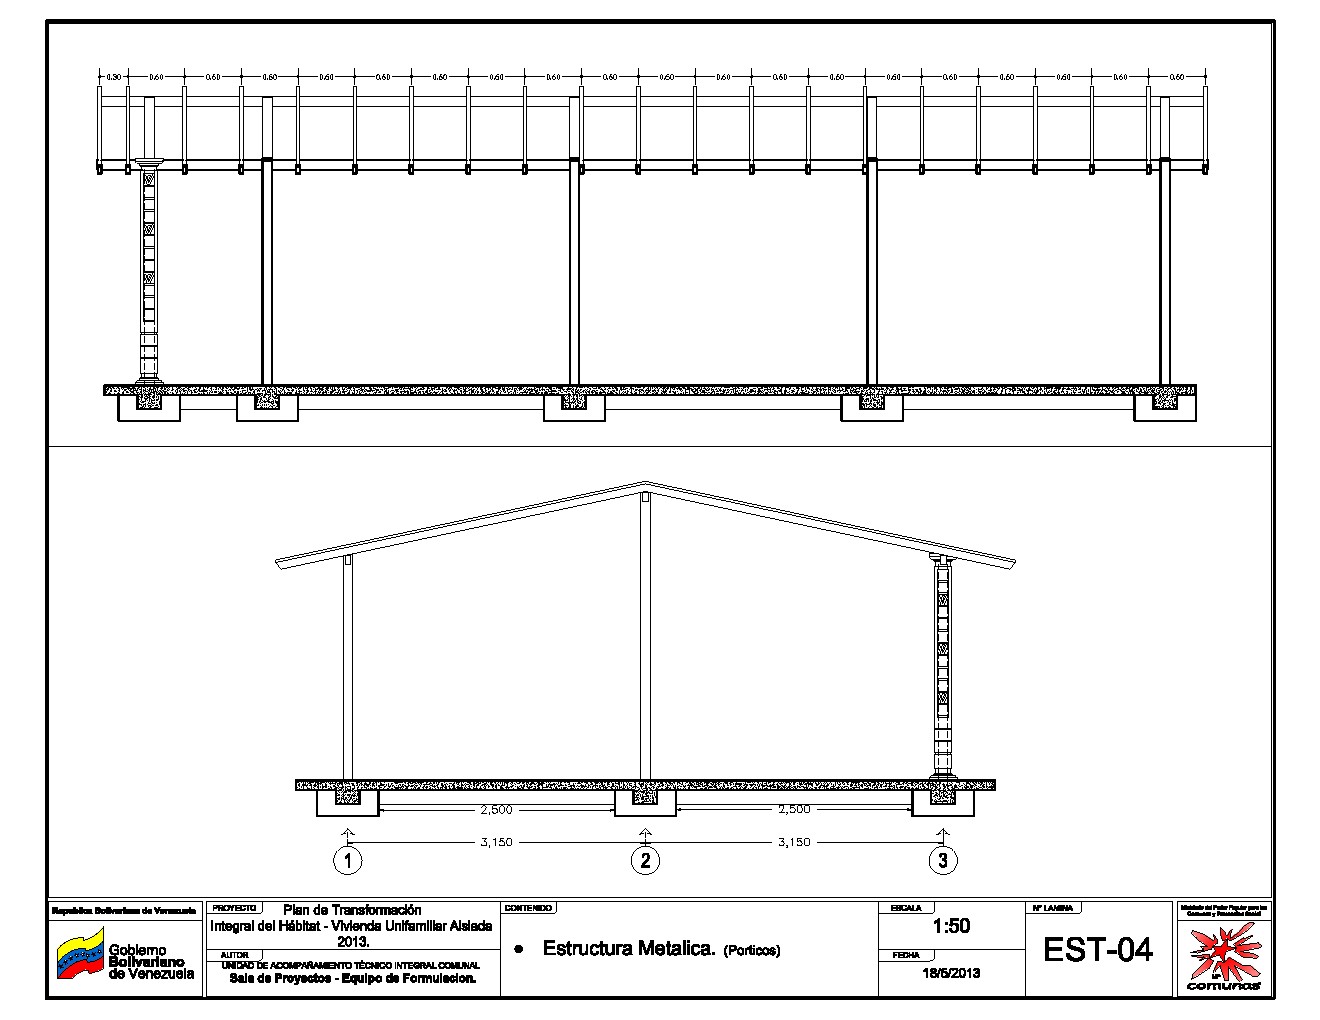 0.30 0.60 0.60 0.60 0.60 0.60 0.60 0.60 0.60 0.60 0.60 0.60 0.60 0.60 0.60 0.60 0.60 0.60 0.60 0.60
2,500 2,500
3,150 3,150
1 2 3
Republica Bolivariana de Venezuela
Gobierno
Bolivariano
de Venezuela
PROYECTO
Plan de Transformación
Integral del Hábitat - Vivienda Unifamiliar Aislada
2013.
AUTOR
UNIDAD DE ACOMPAÑAMIENTO TÉCNICO INTEGRAL COMUNAL
Sala de Proyectos - Equipo de Formulacion.
CONTENIDO
• Estructura Metalica. (Porticos)
ESCALA
1:50
FECHA
18/6/2013
Nº LAMINA
EST-04
Ministerio del Poder Popular para las
Comunas y Protección Social
MP
comunas